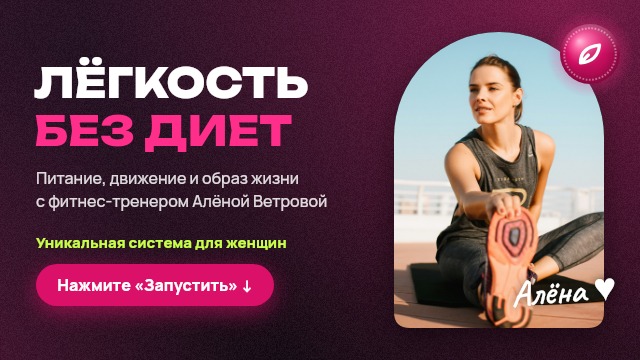 ЛЁГКОСТЬ
БЕЗ ДИЕТ
Питание, движение и образ жизни
с фитнес-тренером Алёной Ветровой
Уникальная система для женщин
Нажмите «Запустить» ↓
Алёна